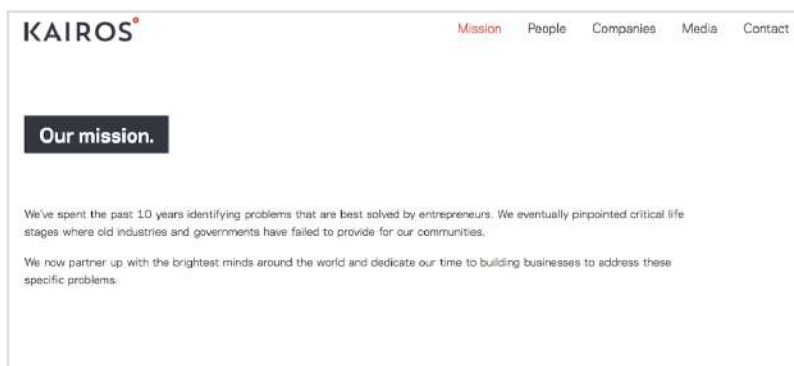 KAIROS
Mission People Companies Media Contact
Our mission.
We've spent the past 10 years identifying problems that are best solved by entrepreneurs. We eventually pinpointed critical life
stages where old industries and governments have failed to provide for our communities.
We now partner up with the brightest minds around the world and dedicate our time to building businesses to address these
specific problems.